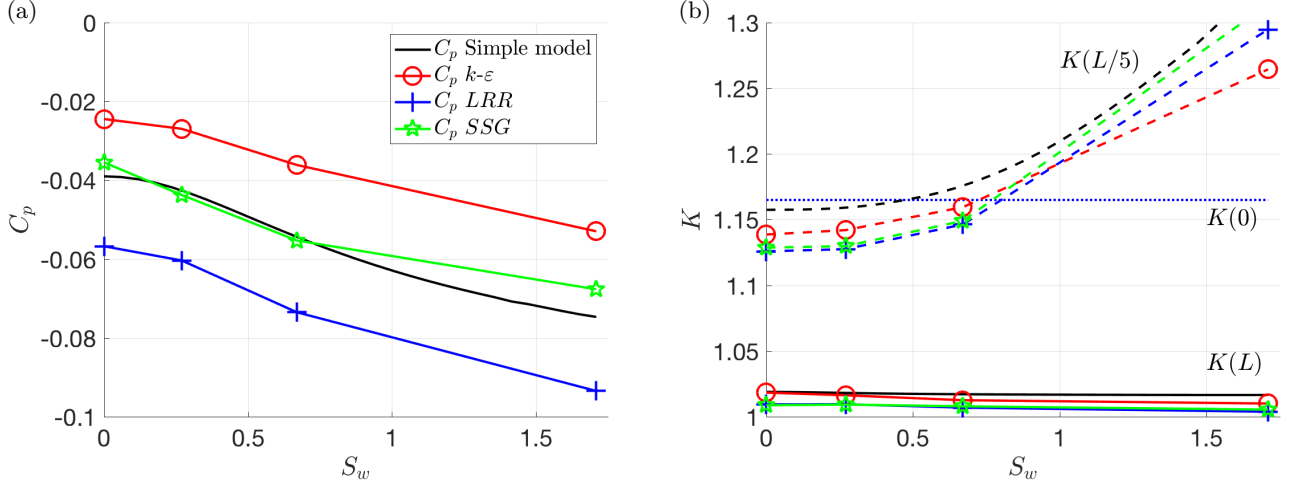 (a)
0
-0.02
-0.04
-0.06
-0.08
-0.1
C_p
0
0.5
1
1.5
S_w
C_p Simple model
C_p k-ε
C_p LRR
C_p SSG
(b)
1.3
1.25
1.2
1.15
1.1
1.05
1
K
0
0.5
1
1.5
S_w
K(L/5)
K(0)
K(L)